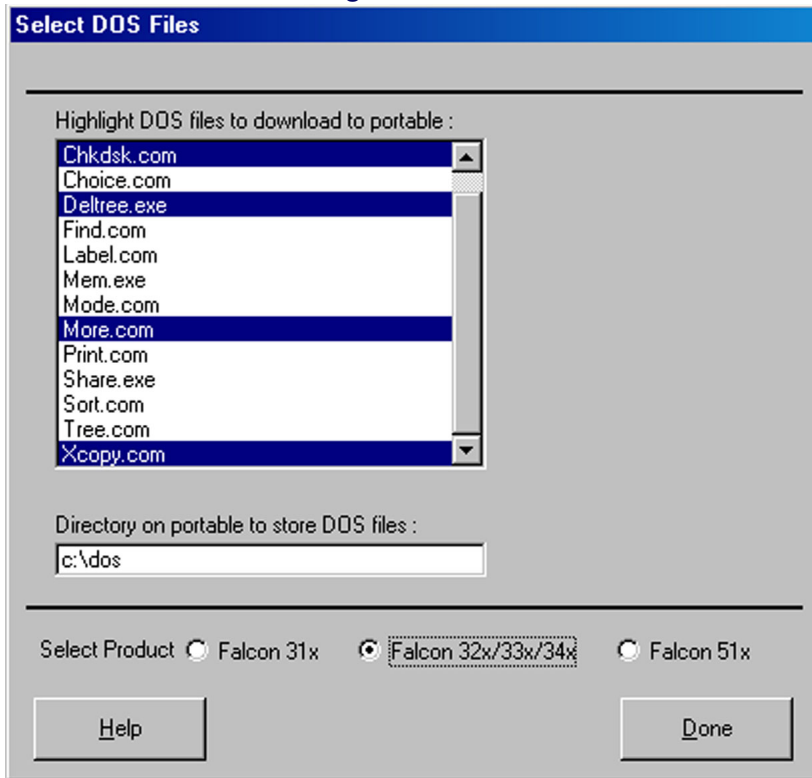 Select DOS Files
Highlight DOS files to download to portable :
Chkdsk.com
Choice.com
Deltree.exe
Find.com
Label.com
Mem.exe
Mode.com
More.com
Print.com
Share.exe
Sort.com
Tree.com
Xcopy.com
Directory on portable to store DOS files :
c:\dos
Select Product Falcon 31x Falcon 32x/33x/34x Falcon 51x
Help Done